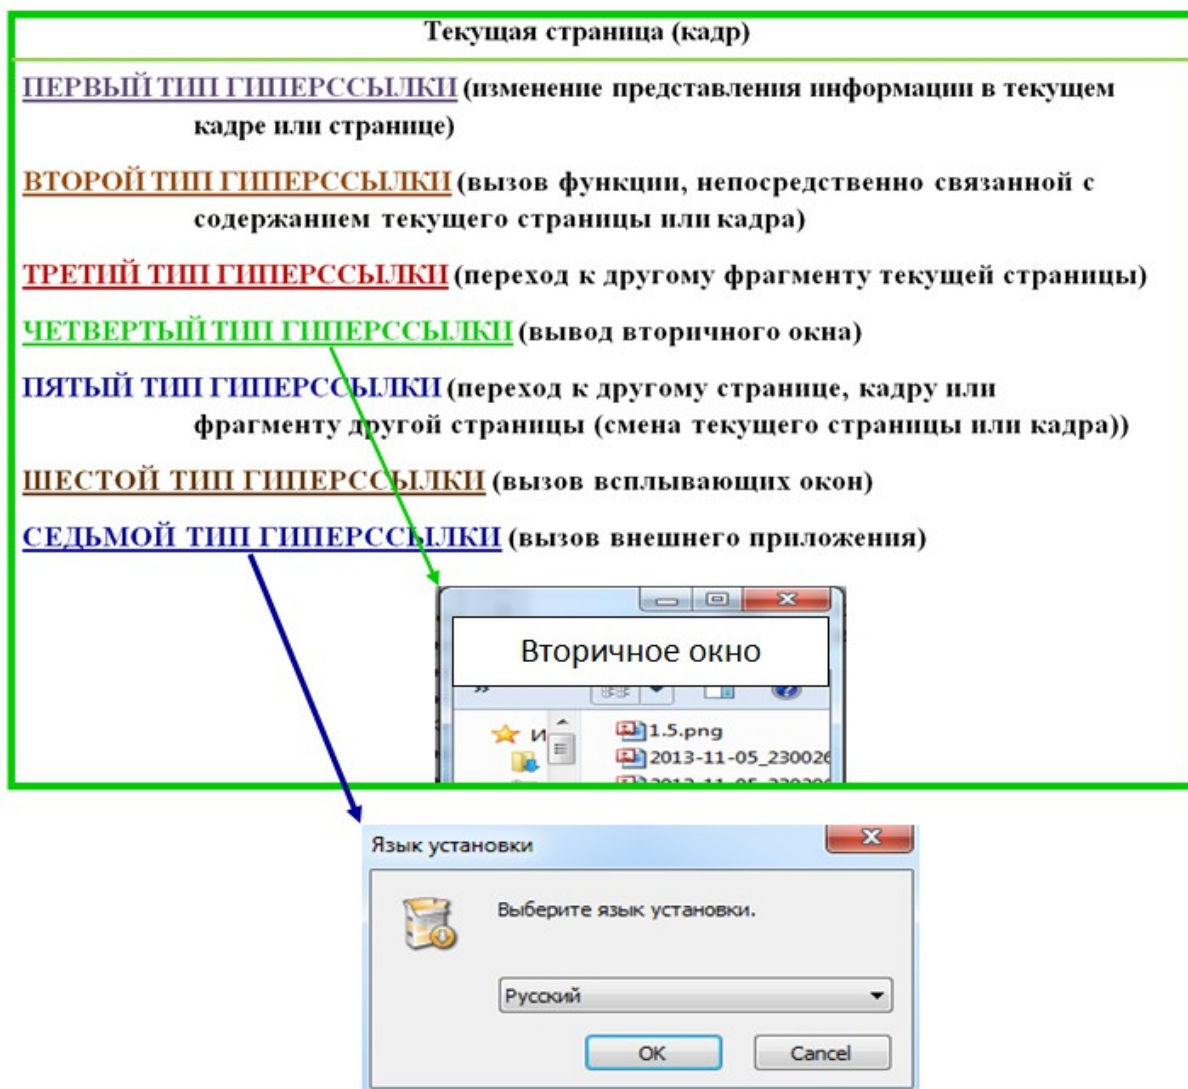 Текущая страница (кадр)
ПЕРВЫЙ ТИП ГИПЕРССЫЛКИ (изменение представления информации в текущем
кадре или странице)
ВТОРОЙ ТИП ГИПЕРССЫЛКИ (вызов функции, непосредственно связанной с
содержанием текущего страницы или кадра)
ТРЕТИЙ ТИП ГИПЕРССЫЛКИ (переход к другому фрагменту текущей страницы)
ЧЕТВЕРТЫЙ ТИП ГИПЕРССЫЛКИ (вывод вторичного окна)
ПЯТЫЙ ТИП ГИПЕРССЫЛКИ (переход к другому странице, кадру или
фрагменту другой страницы (смена текущего страницы или кадра))
ШЕСТОЙ ТИП ГИПЕРССЫЛКИ (вызов всплывающих окон)
СЕДЬМОЙ ТИП ГИПЕРССЫЛКИ (вызов внешнего приложения)
Вторичное окно
»
И 1.5.png
2013-11-05_230026
Язык установки
Выберите язык установки.
Русский
OK Cancel